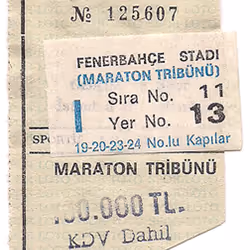 № 125607
FENERBAHÇE STADI
(MARATON TRİBÜNÜ)
I Sıra No. 11
Yer No. 13
19-20-23-24 No.lu Kapılar
SPOR
MARATON TRİBÜNÜ
.000 TL.
KDV Dahil